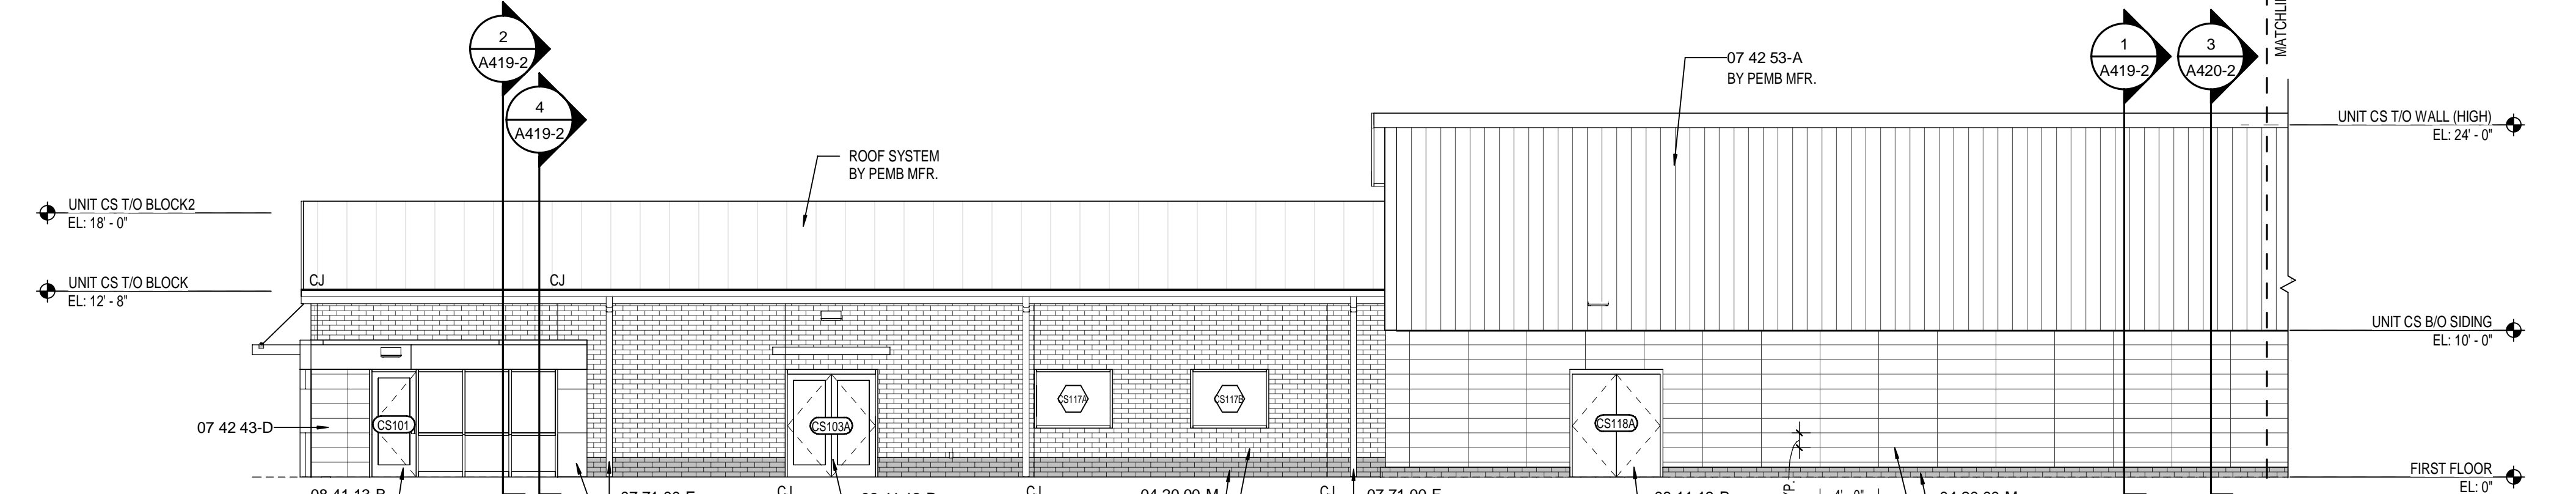 2
A419-2
4
A419-2
1
A419-2
3
A420-2
07 42 53-A
BY PEMB MFR.
UNIT CS T/O WALL (HIGH)
EL: 24' - 0"
ROOF SYSTEM
BY PEMB MFR.
UNIT CS T/O BLOCK2
EL: 18' - 0"
CJ
CJ
UNIT CS T/O BLOCK
EL: 12' - 8"
UNIT CS B/O SIDING
EL: 10' - 0"
CS117A
CS117B
07 42 43-D
CS101
CS103A
CS118A
FIRST FLOOR
EL: 0"
CJ
CJ
CJ